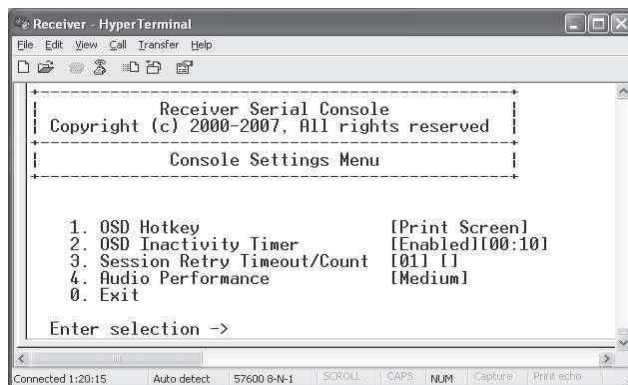 Receiver - HyperTerminal
File Edit View Call Transfer Help
Receiver Serial Console
Copyright (c) 2000-2007, All rights reserved
Console Settings Menu
1. OSD Hotkey [Print Screen]
2. OSD Inactivity Timer [Enabled][00:10]
3. Session Retry Timeout/Count [01] []
4. Audio Performance [Medium]
0. Exit
Enter selection ->
Connected 1:20:15 Auto detect 57600 8-N-1 SCROLL CAPS NUM Capture Print echo